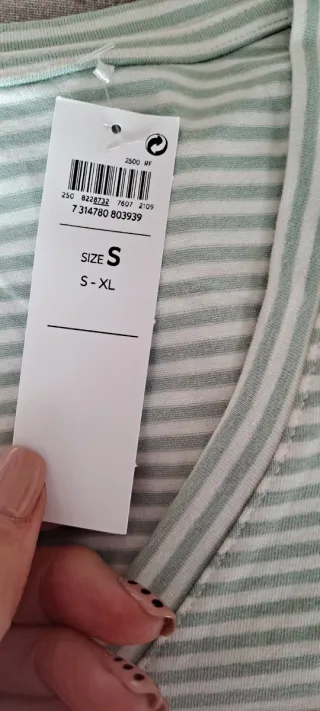 2500 RF
250 8228732 7607 2109
7 314780 803939
SIZE S
S - XL